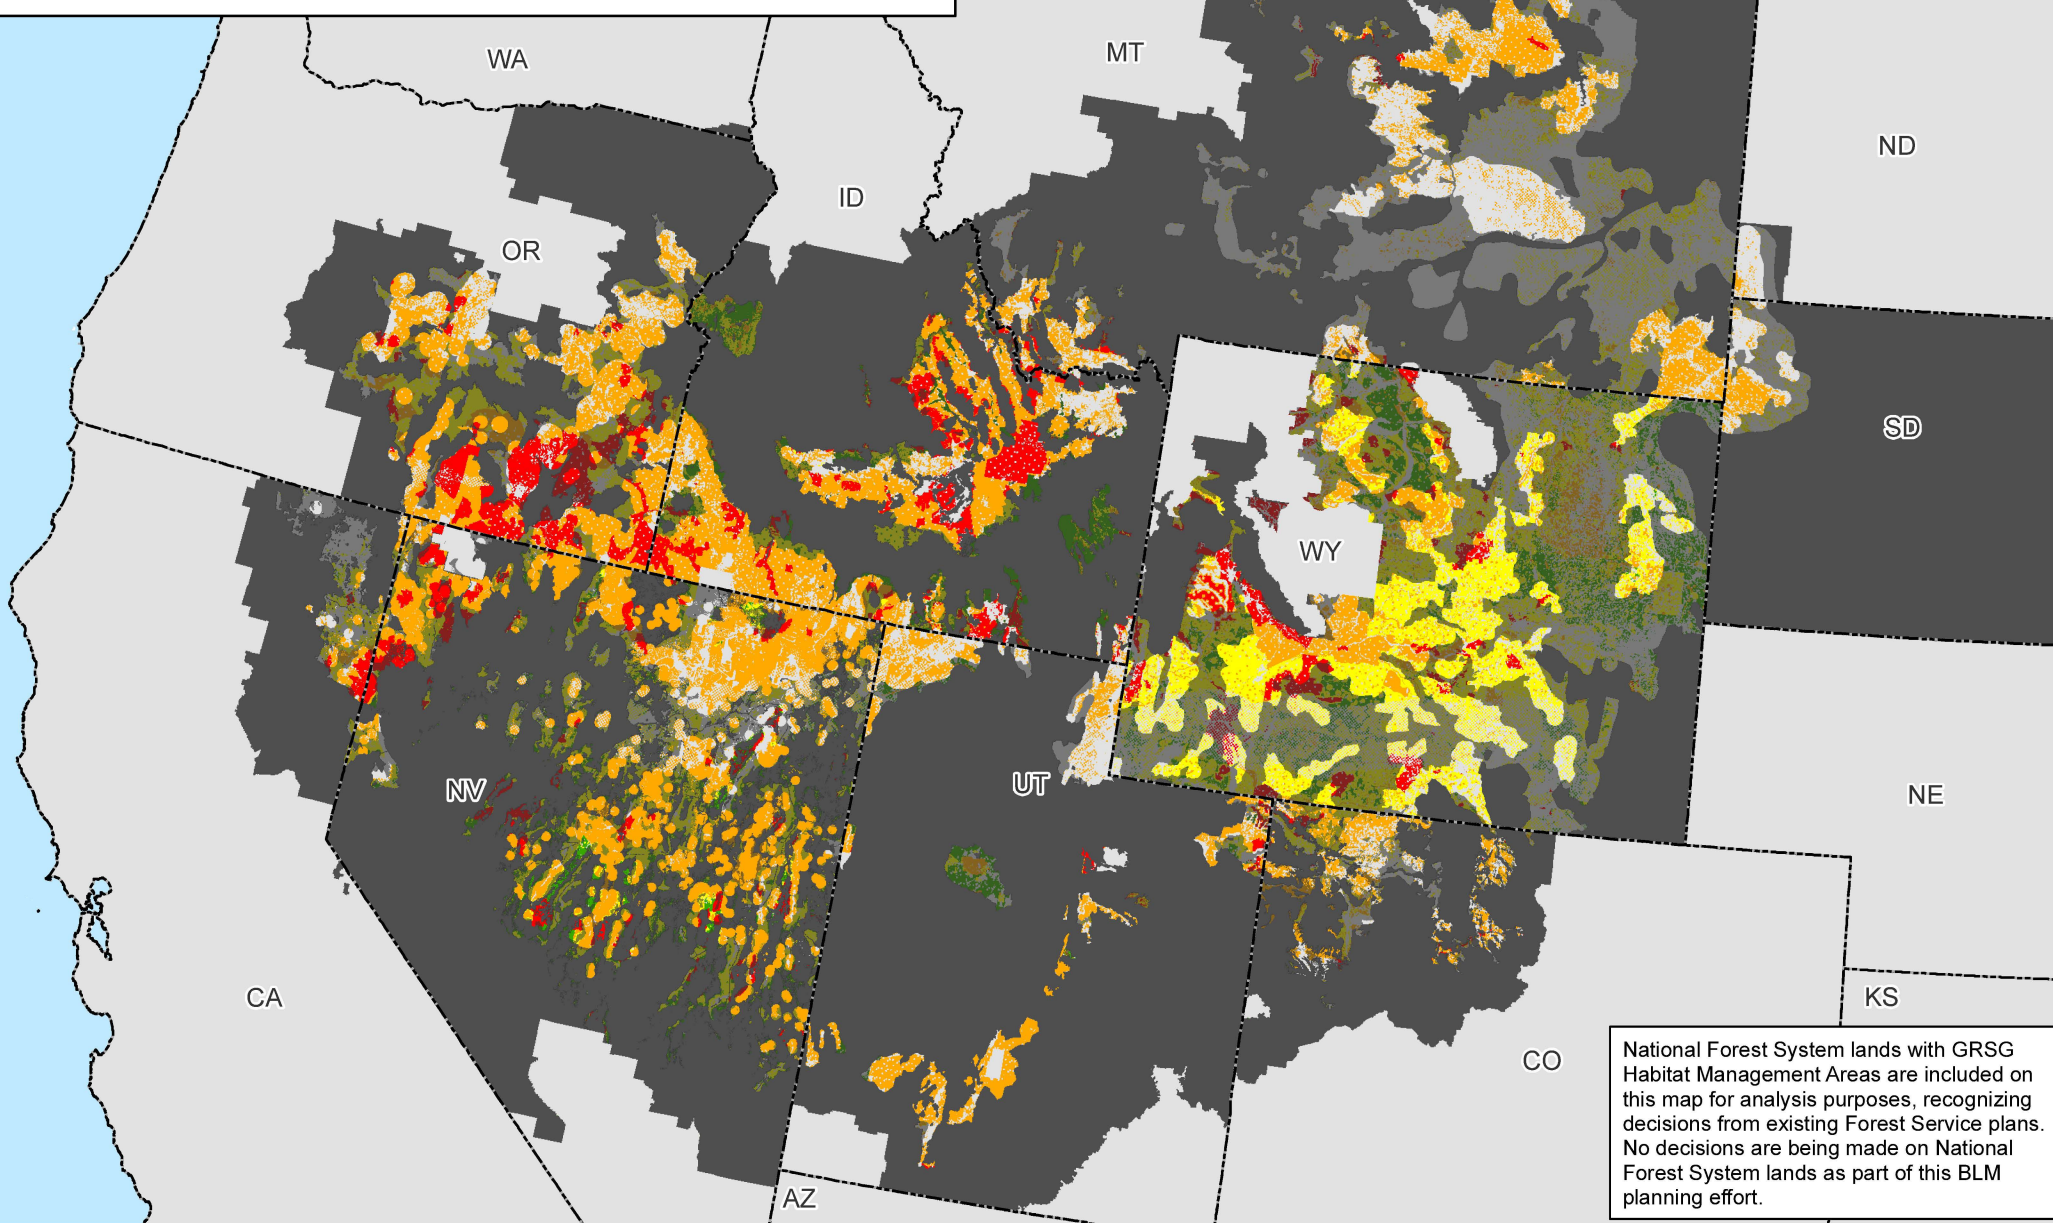 WA
MT
ND
ID
OR
SD
WY
NV
UT
NE
CA
KS
CO
AZ
National Forest System lands with GRSG
Habitat Management Areas are included on
this map for analysis purposes, recognizing
decisions from existing Forest Service plans.
No decisions are being made on National
Forest System lands as part of this BLM
planning effort.